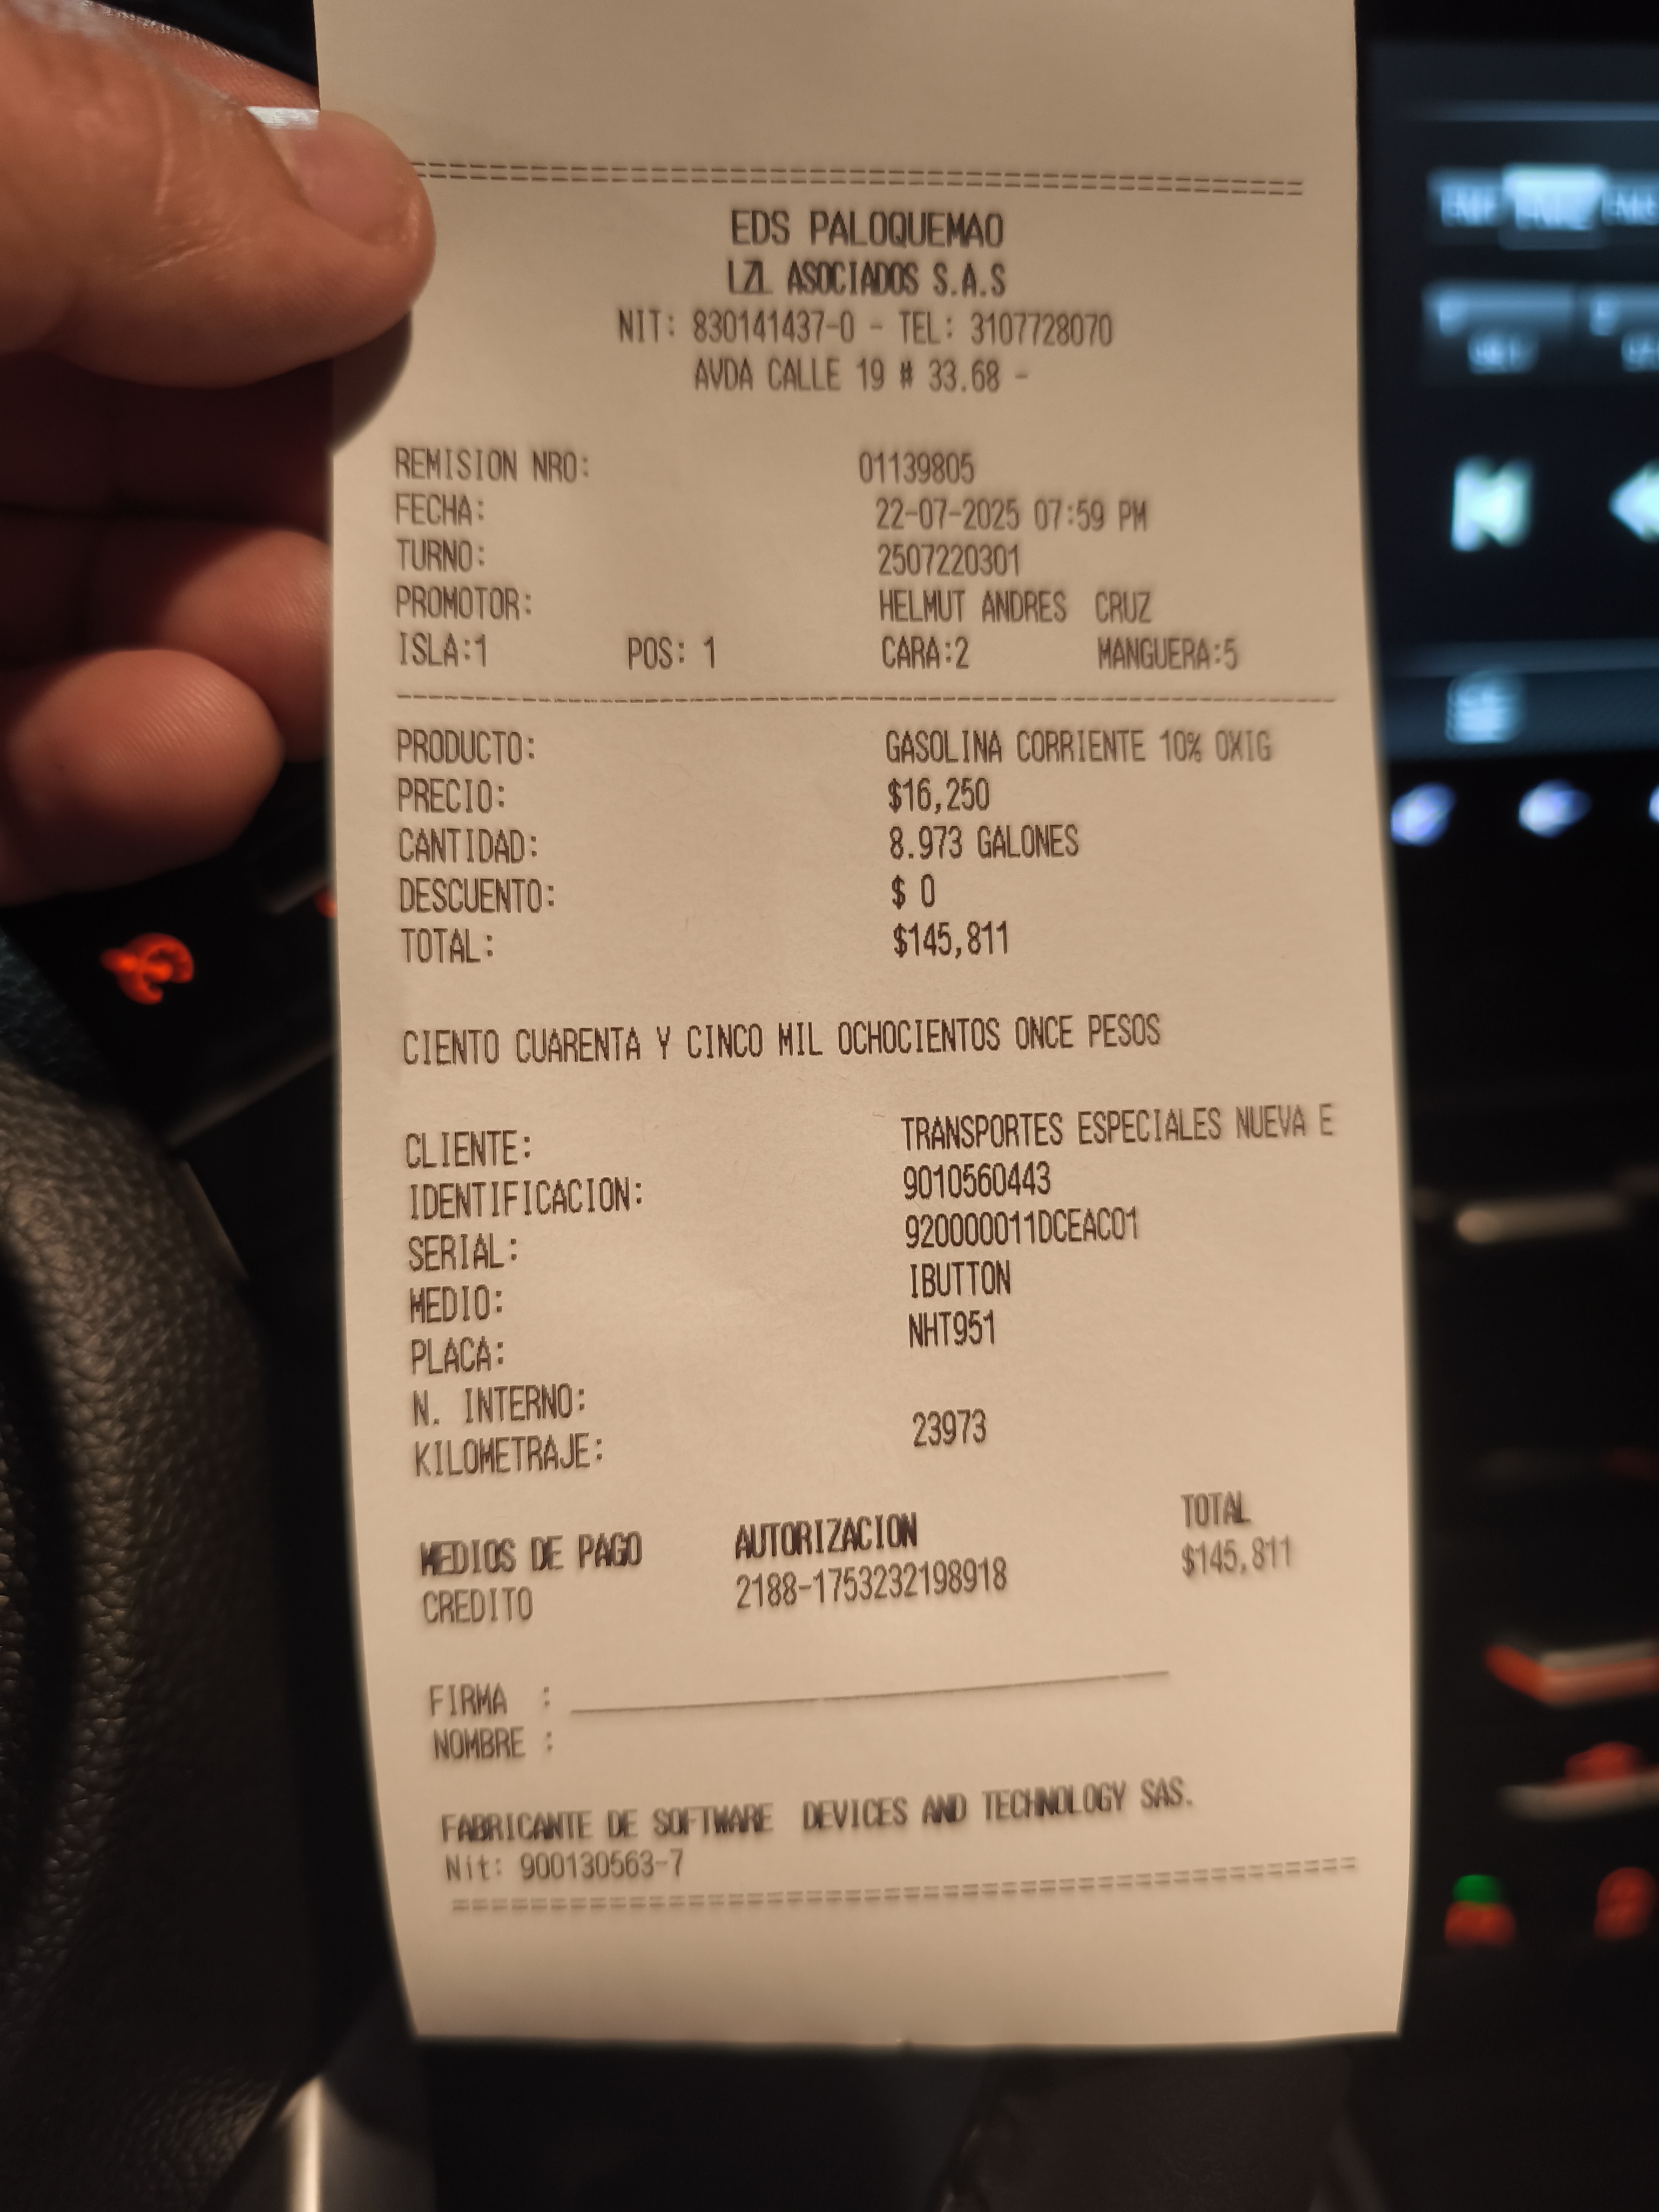 ==========================================
EDS PALOQUEMAO
LZL ASOCIADOS S.A.S
NIT: 830141437-0 - TEL: 3107728070
AVDA CALLE 19 # 33.68 -
REMISION NRO: 01139805
FECHA: 22-07-2025 07:59 PM
TURNO: 2507220301
PROMOTOR: HELMUT ANDRES CRUZ
ISLA:1 POS: 1 CARA:2 MANGUERA:5
PRODUCTO: GASOLINA CORRIENTE 10% OXIG
PRECIO: $16,250
CANTIDAD: 8.973 GALONES
DESCUENTO: $ 0
TOTAL: $145,811
CIENTO CUARENTA Y CINCO MIL OCHOCIENTOS ONCE PESOS
CLIENTE: TRANSPORTES ESPECIALES NUEVA E
IDENTIFICACION: 9010560443
SERIAL: 920000011DCEAC01
MEDIO: IBUTTON
PLACA: NHT951
N. INTERNO:
KILOMETRAJE: 23973
MEDIOS DE PAGO AUTORIZACION TOTAL
CREDITO 2188-1753232198918 $145,811
FIRMA :
NOMBRE :
FABRICANTE DE SOFTWARE DEVICES AND TECHNOLOGY SAS.
Nit: 900130563-7
==========================================